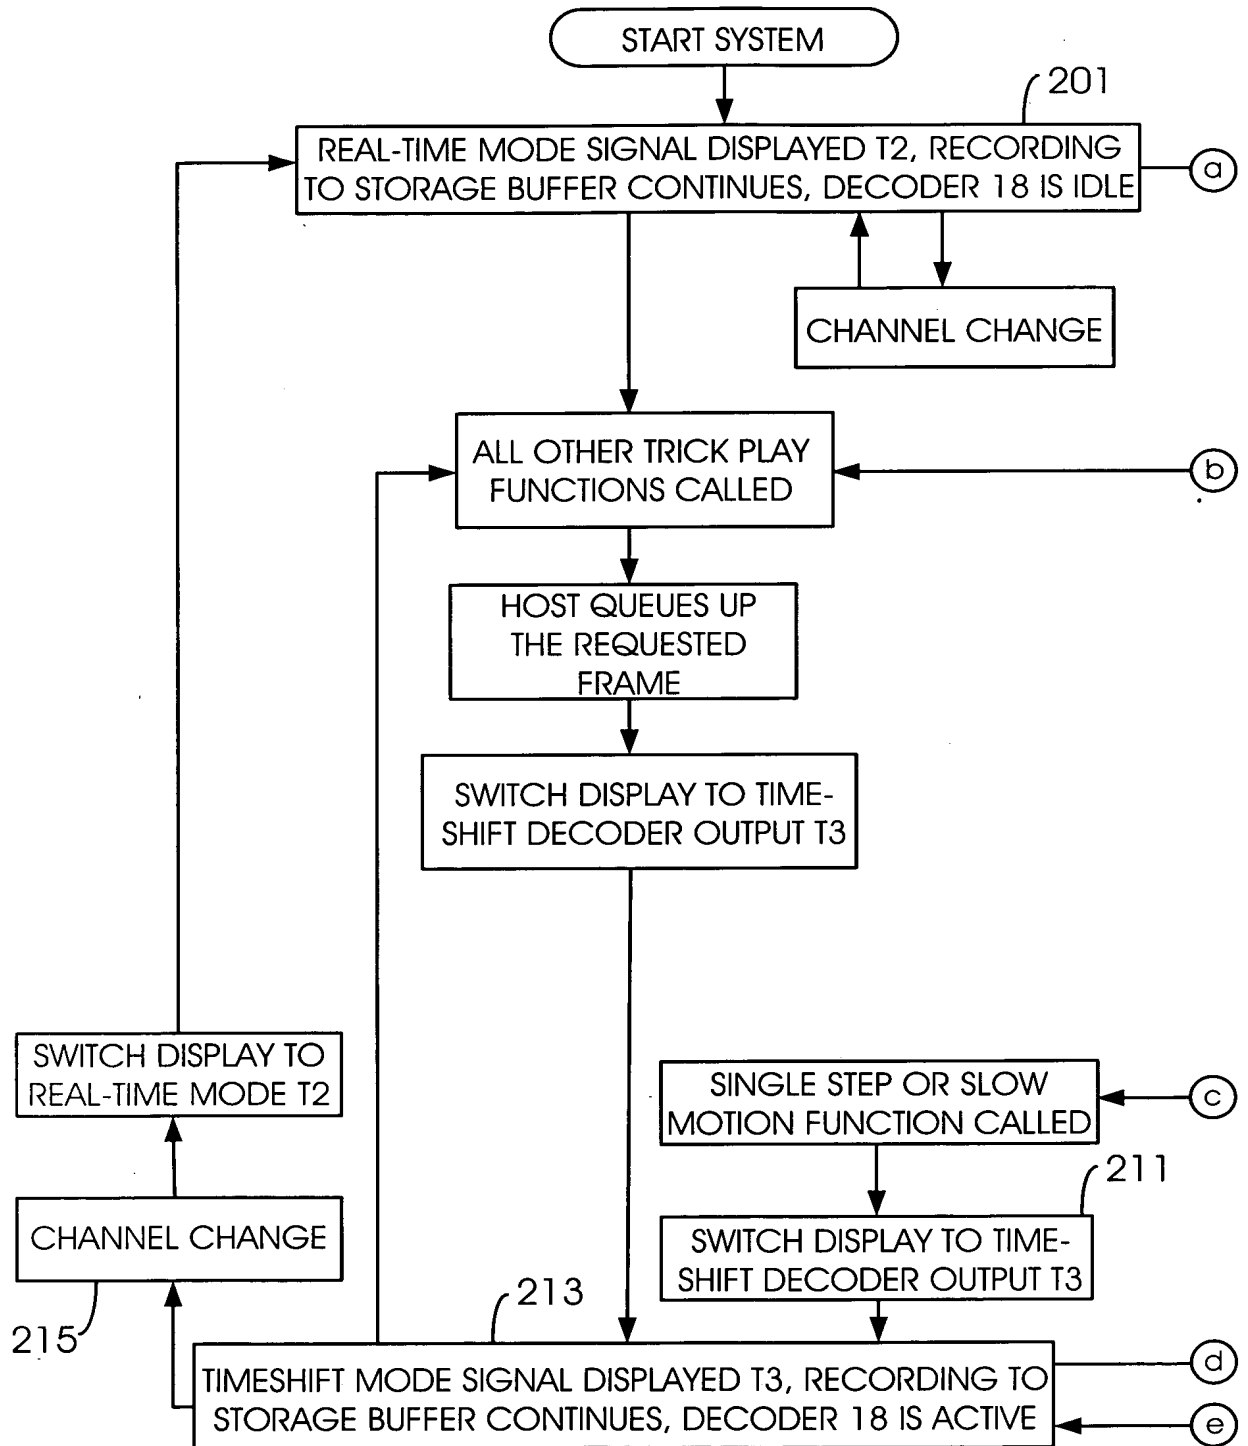 START SYSTEM
201
REAL-TIME MODE SIGNAL DISPLAYED T2, RECORDING
TO STORAGE BUFFER CONTINUES, DECODER 18 IS IDLE
a
CHANNEL CHANGE
ALL OTHER TRICK PLAY
FUNCTIONS CALLED
b
HOST QUEUES UP
THE REQUESTED
FRAME
SWITCH DISPLAY TO TIME-
SHIFT DECODER OUTPUT T3
SWITCH DISPLAY TO
REAL-TIME MODE T2
SINGLE STEP OR SLOW
MOTION FUNCTION CALLED
c
211
CHANNEL CHANGE
215
SWITCH DISPLAY TO TIME-
SHIFT DECODER OUTPUT T3
213
TIMESHIFT MODE SIGNAL DISPLAYED T3, RECORDING TO
STORAGE BUFFER CONTINUES, DECODER 18 IS ACTIVE
d
e